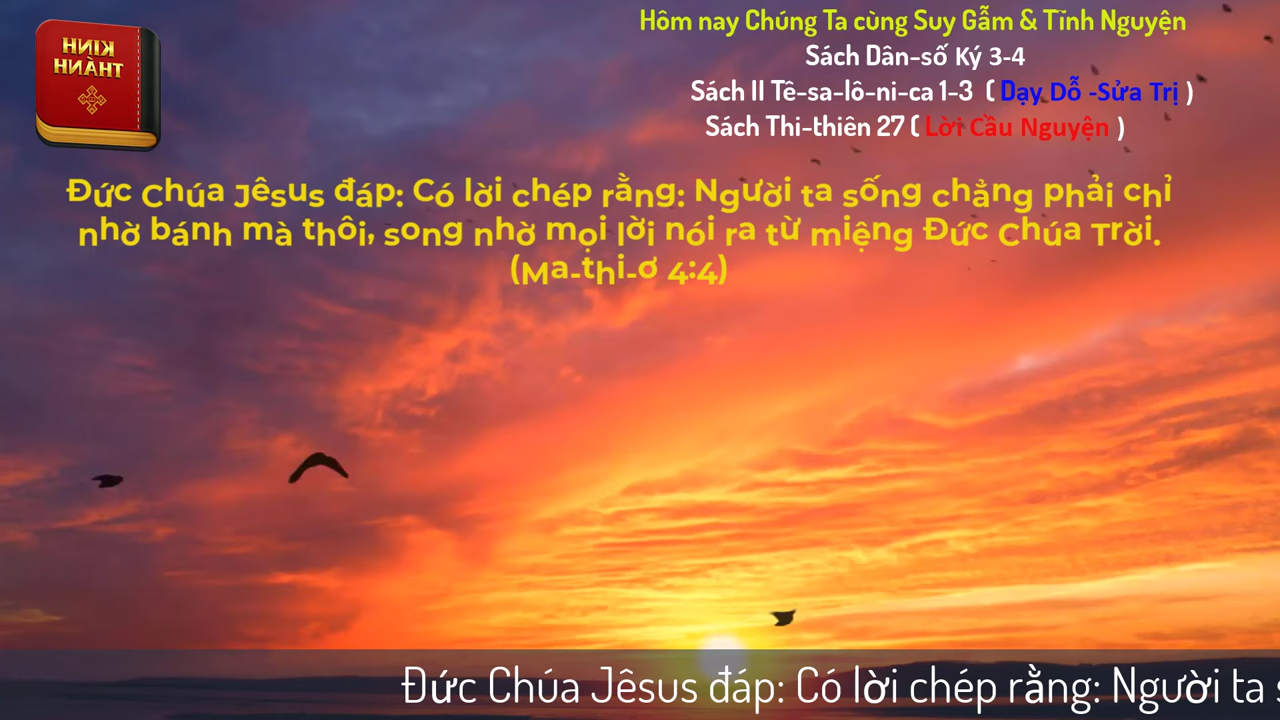 KINH
THÀNH
Hôm nay Chúng Ta cùng Suy Gẫm & Tĩnh Nguyện
Sách Dân-số Ký 3-4
Sách II Tê-sa-lô-ni-ca 1-3 ( Dạy Dỗ -Sửa Trị )
Sách Thi-thiên 27 ( Lời Cầu Nguyện )
Đức Chúa Jêsus đáp: Có lời chép rằng: Người ta sống chẳng phải chỉ
nhờ bánh mà thôi, song nhờ mọi lời nói ra từ miệng Đức Chúa Trời.
(Ma-thi-ơ 4:4)
Đức Chúa Jêsus đáp: Có lời chép rằng: Người ta